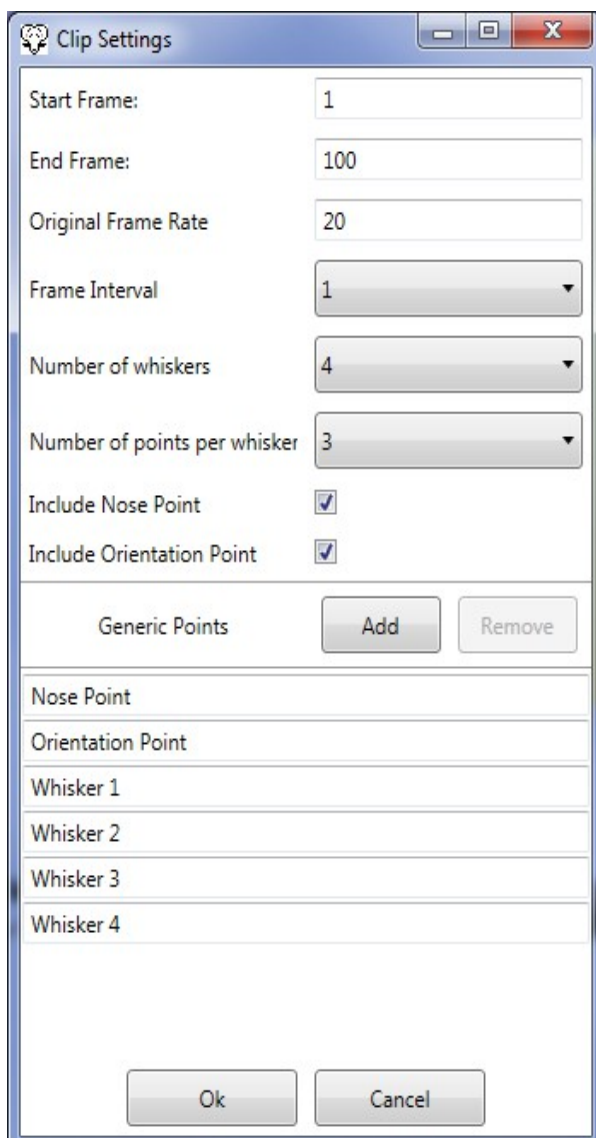 Clip Settings
Start Frame: 1
End Frame: 100
Original Frame Rate 20
Frame Interval 1
Number of whiskers 4
Number of points per whisker 3
Include Nose Point
Include Orientation Point
Generic Points Add Remove
Nose Point
Orientation Point
Whisker 1
Whisker 2
Whisker 3
Whisker 4
Ok Cancel